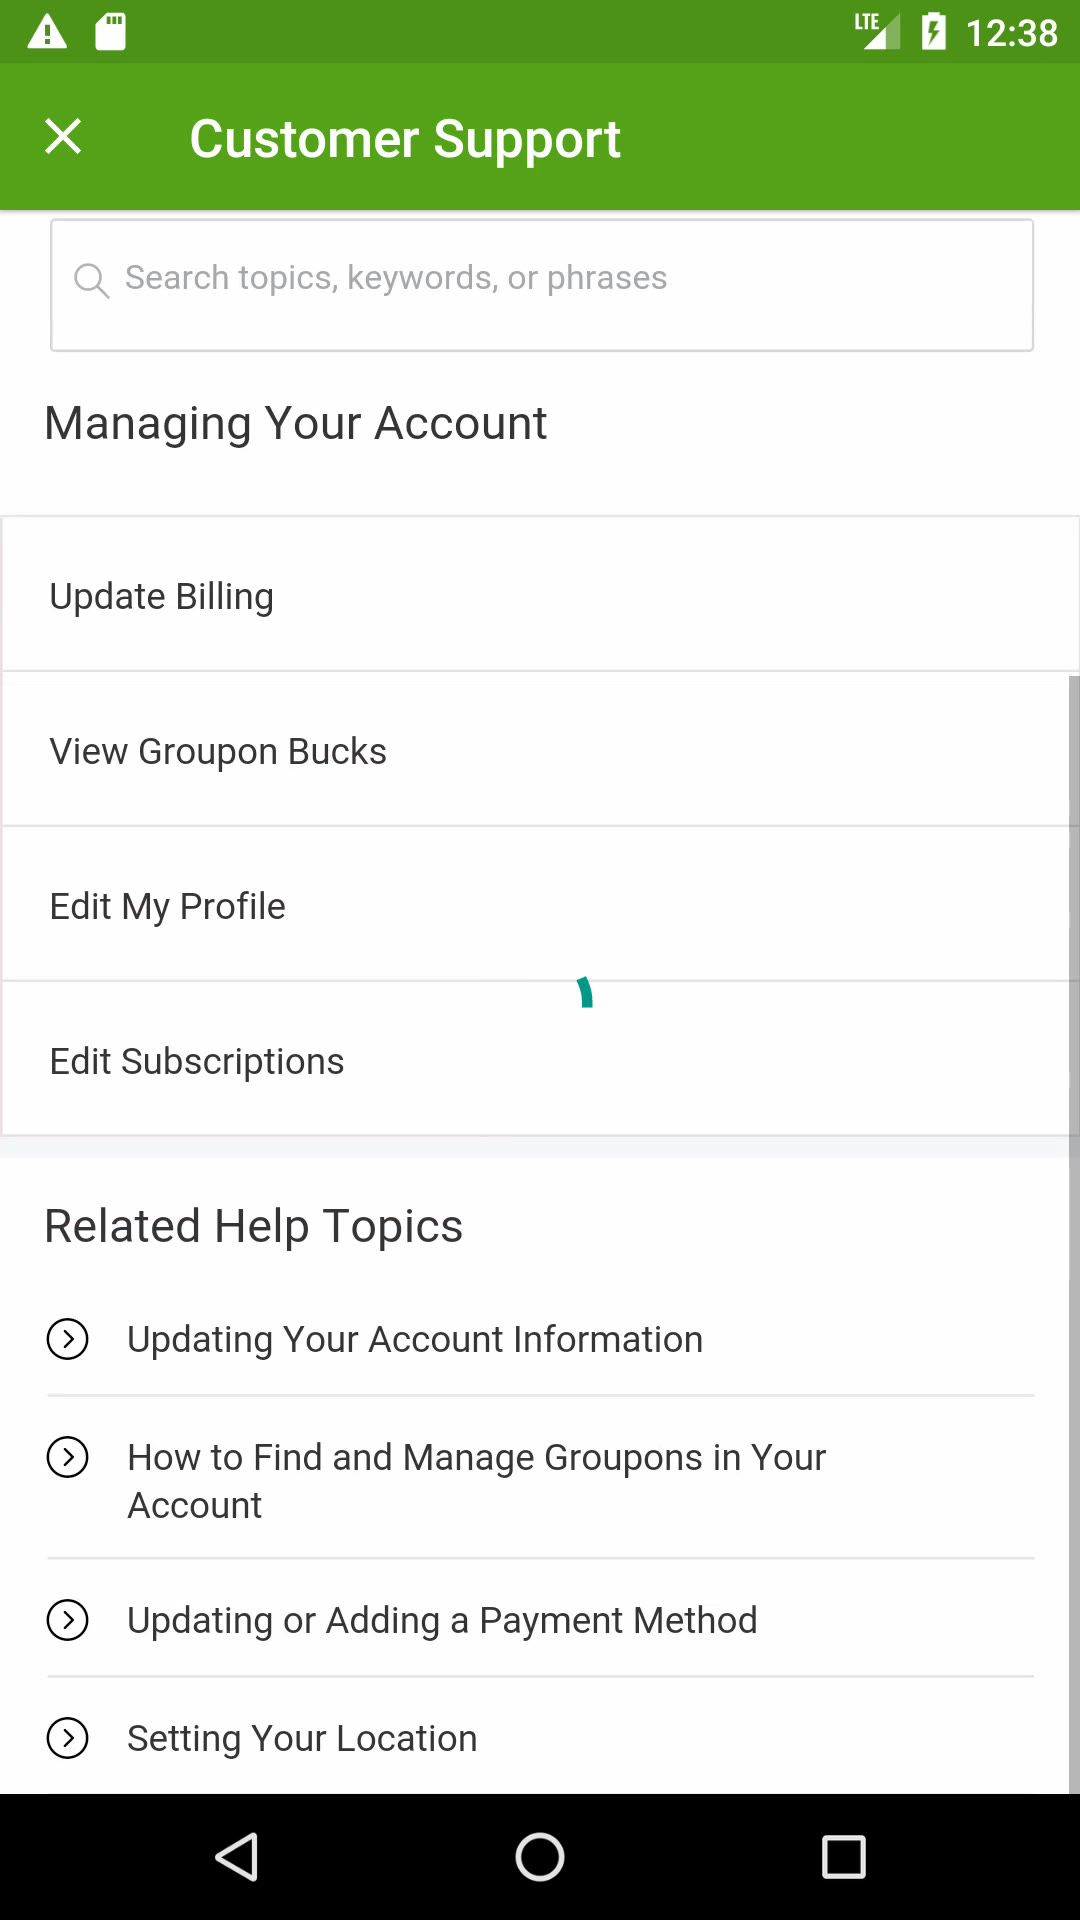 LTE 12:38
Customer Support
Search topics, keywords, or phrases
Managing Your Account
Update Billing
View Groupon Bucks
Edit My Profile
Edit Subscriptions
Related Help Topics
Updating Your Account Information
How to Find and Manage Groupons in Your
Account
Updating or Adding a Payment Method
Setting Your Location